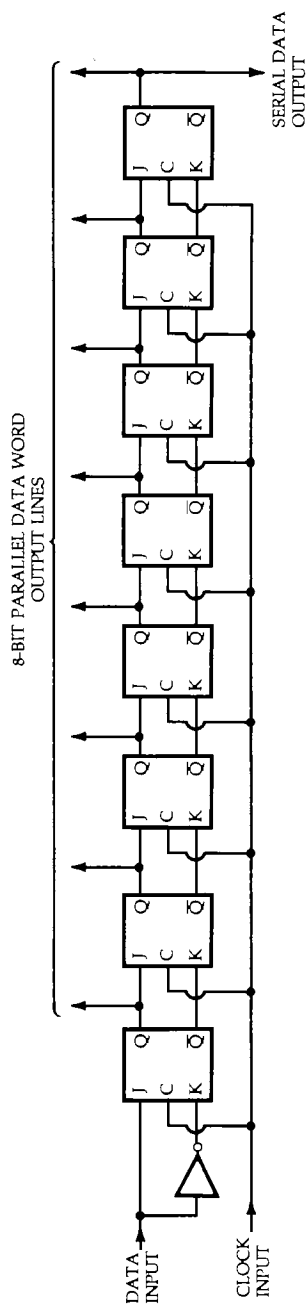 8-BIT PARALLEL DATA WORD
OUTPUT LINES
J Q J Q J Q J Q J Q J Q J Q J Q
C C C C C C C C
K Q̅ K Q̅ K Q̅ K Q̅ K Q̅ K Q̅ K Q̅ K Q̅
DATA
INPUT
CLOCK
INPUT
SERIAL DATA
OUTPUT